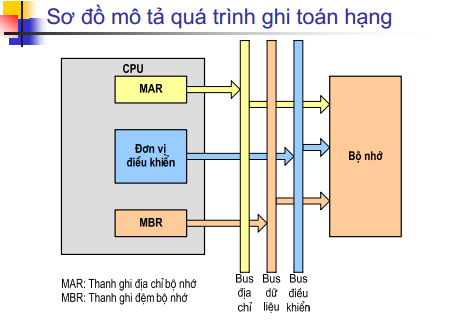 Sơ đồ mô tả quá trình ghi toán hạng
CPU
MAR
Đơn vị
điều khiển
MBR
Bộ nhớ
MAR: Thanh ghi địa chỉ bộ nhớ
MBR: Thanh ghi đệm bộ nhớ
Bus
địa
chỉ
Bus
dữ
liệu
Bus
điều
khiển